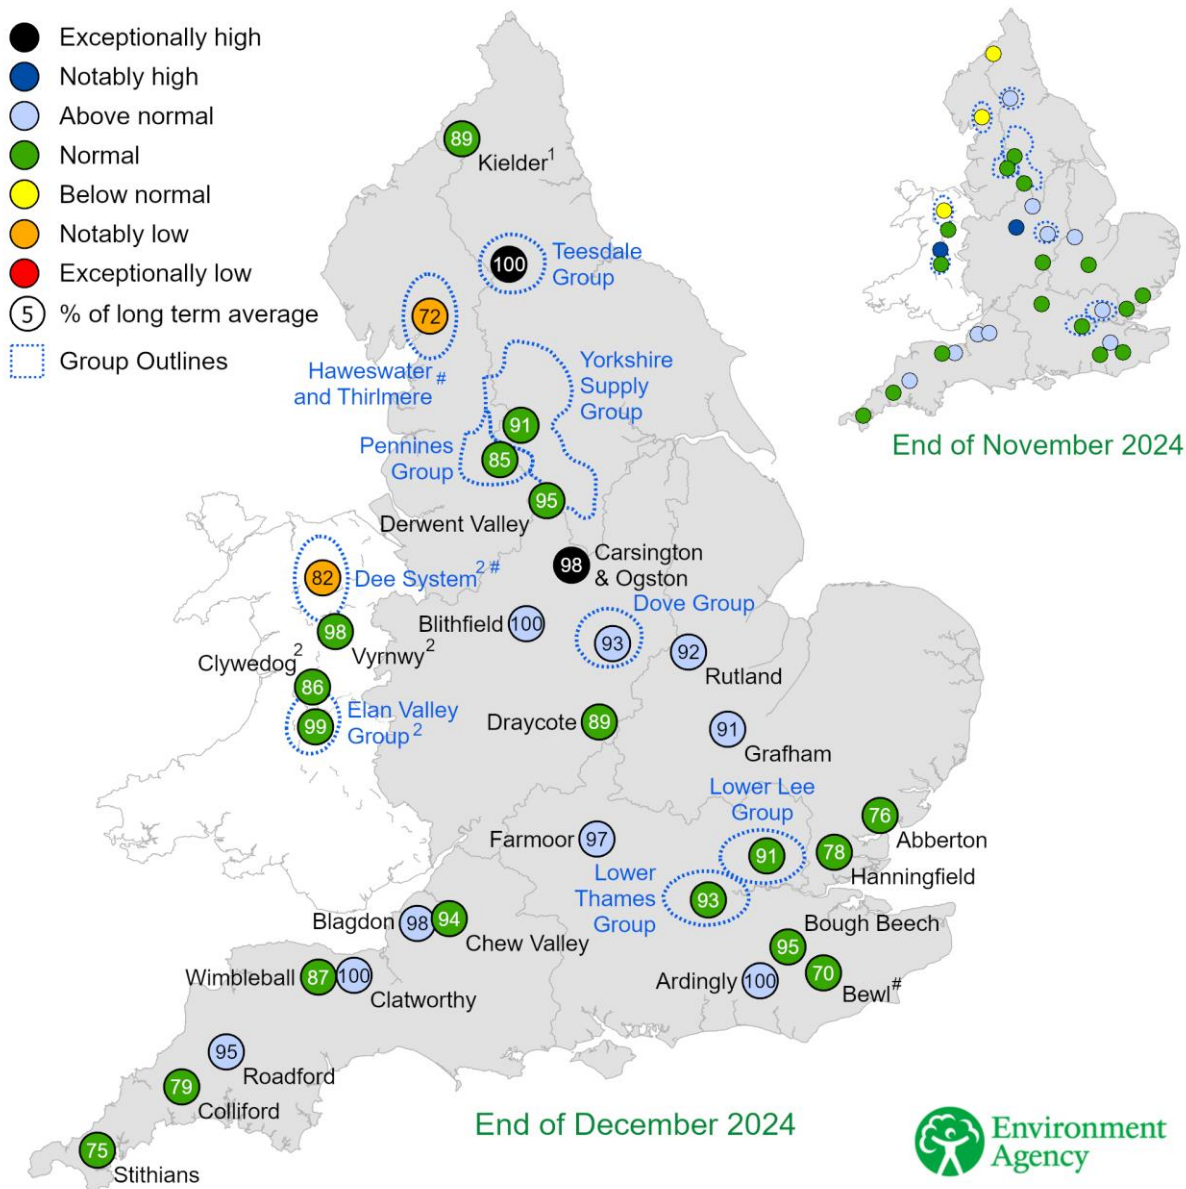 Exceptionally high
Notably high
Above normal
Normal
Below normal
Notably low
Exceptionally low
5 % of long term average
Group Outlines
89
Kielder1
100
Teesdale
Group
72
Haweswater #
and Thirlmere
Yorkshire
Supply
Group
91
Pennines
Group
85
95
Derwent Valley
End of November 2024
98
Carsington
& Ogston
82
Dee System2 #
Dove Group
93
Blithfield
100
98
Vyrnwy2
92
Rutland
Clywedog2
86
Elan Valley
Group2
99
Draycote
89
91
Grafham
Lower Lee
Group
91
76
Abberton
78
Hanningfield
Farmoor
97
Lower
Thames
Group
93
Blagdon
98
94
Chew Valley
Bough Beech
95
Wimbleball
87
100
Clatworthy
Ardingly
100
70
Bewl#
95
Roadford
79
Colliford
75
Stithians
End of December 2024
Environment
Agency